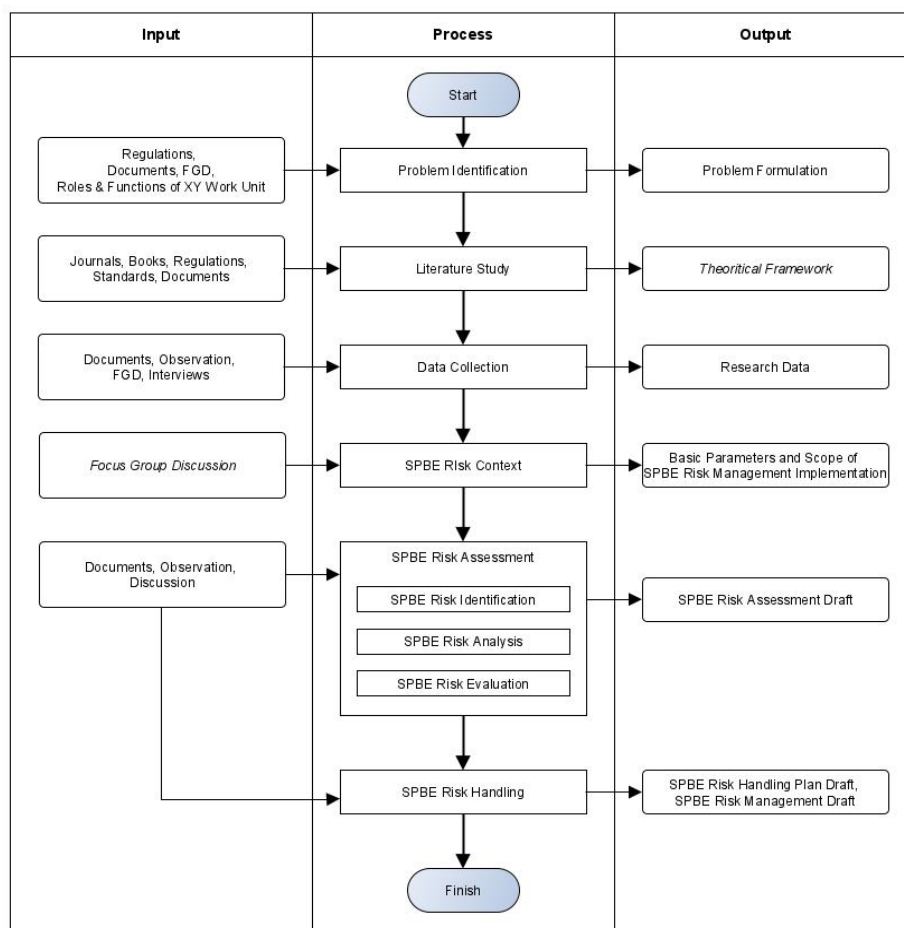 Input
Process
Output
Start
Regulations,
Documents, FGD,
Roles & Functions of XY Work Unit
Problem Identification
Problem Formulation
Journals, Books, Regulations,
Standards, Documents
Literature Study
Theoritical Framework
Documents, Observation,
FGD, Interviews
Data Collection
Research Data
Focus Group Discussion
SPBE RIsk Context
Basic Parameters and Scope of
SPBE Risk Management Implementation
Documents, Observation,
Discussion
SPBE Risk Assessment
SPBE Risk Identification
SPBE Risk Analysis
SPBE Risk Evaluation
SPBE Risk Assessment Draft
SPBE Risk Handling
SPBE Risk Handling Plan Draft,
SPBE Risk Management Draft
Finish